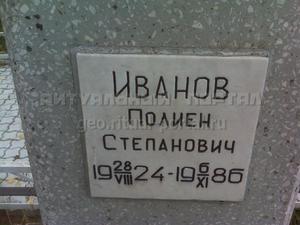 ИВАНОВ
ПОЛИЕН
СТЕПАНОВИЧ
19 28/VIII 24 - 19 6/XI 86